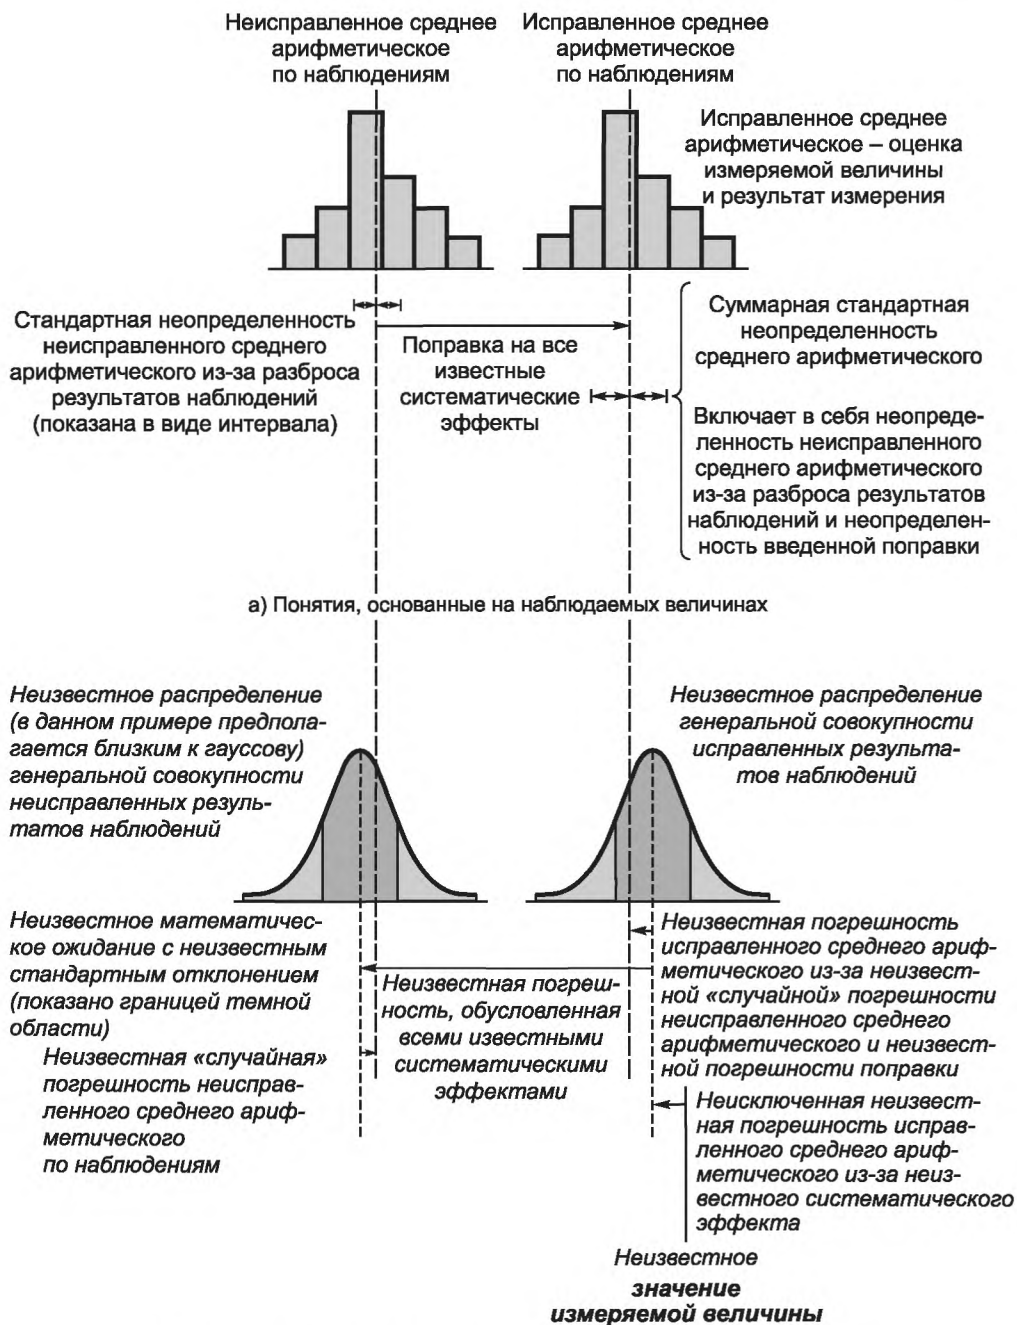 Неисправленное среднее
арифметическое
по наблюдениям
Исправленное среднее
арифметическое
по наблюдениям
Исправленное среднее
арифметическое – оценка
измеряемой величины
и результат измерения
Стандартная неопределенность
неисправленного среднего
арифметического из-за разброса
результатов наблюдений
(показана в виде интервала)
Поправка на все
известные
систематические
эффекты
Суммарная стандартная
неопределенность
среднего арифметического
Включает в себя неопреде-
ленность неисправленного
среднего арифметического
из-за разброса результатов
наблюдений и неопределен-
ность введенной поправки
а) Понятия, основанные на наблюдаемых величинах
Неизвестное распределение
(в данном примере предпола-
гается близким к гауссову)
генеральной совокупности
неисправленных резуль-
татов наблюдений
Неизвестное распределение
генеральной совокупности
исправленных результа-
тов наблюдений
Неизвестное математичес-
кое ожидание с неизвестным
стандартным отклонением
(показано границей темной
области)
Неизвестная «случайная»
погрешность неисправ-
ленного среднего ариф-
метического
по наблюдениям
Неизвестная погреш-
ность, обусловленная
всеми известными
систематическими
эффектами
Неизвестная погрешность
исправленного среднего ариф-
метического из-за неизвест-
ной «случайной» погрешности
неисправленного среднего
арифметического и неизвест-
ной погрешности поправки
Неисключенная неизвест-
ная погрешность исправ-
ленного среднего ариф-
метического из-за неиз-
вестного систематического
эффекта
Неизвестное
значение
измеряемой величины